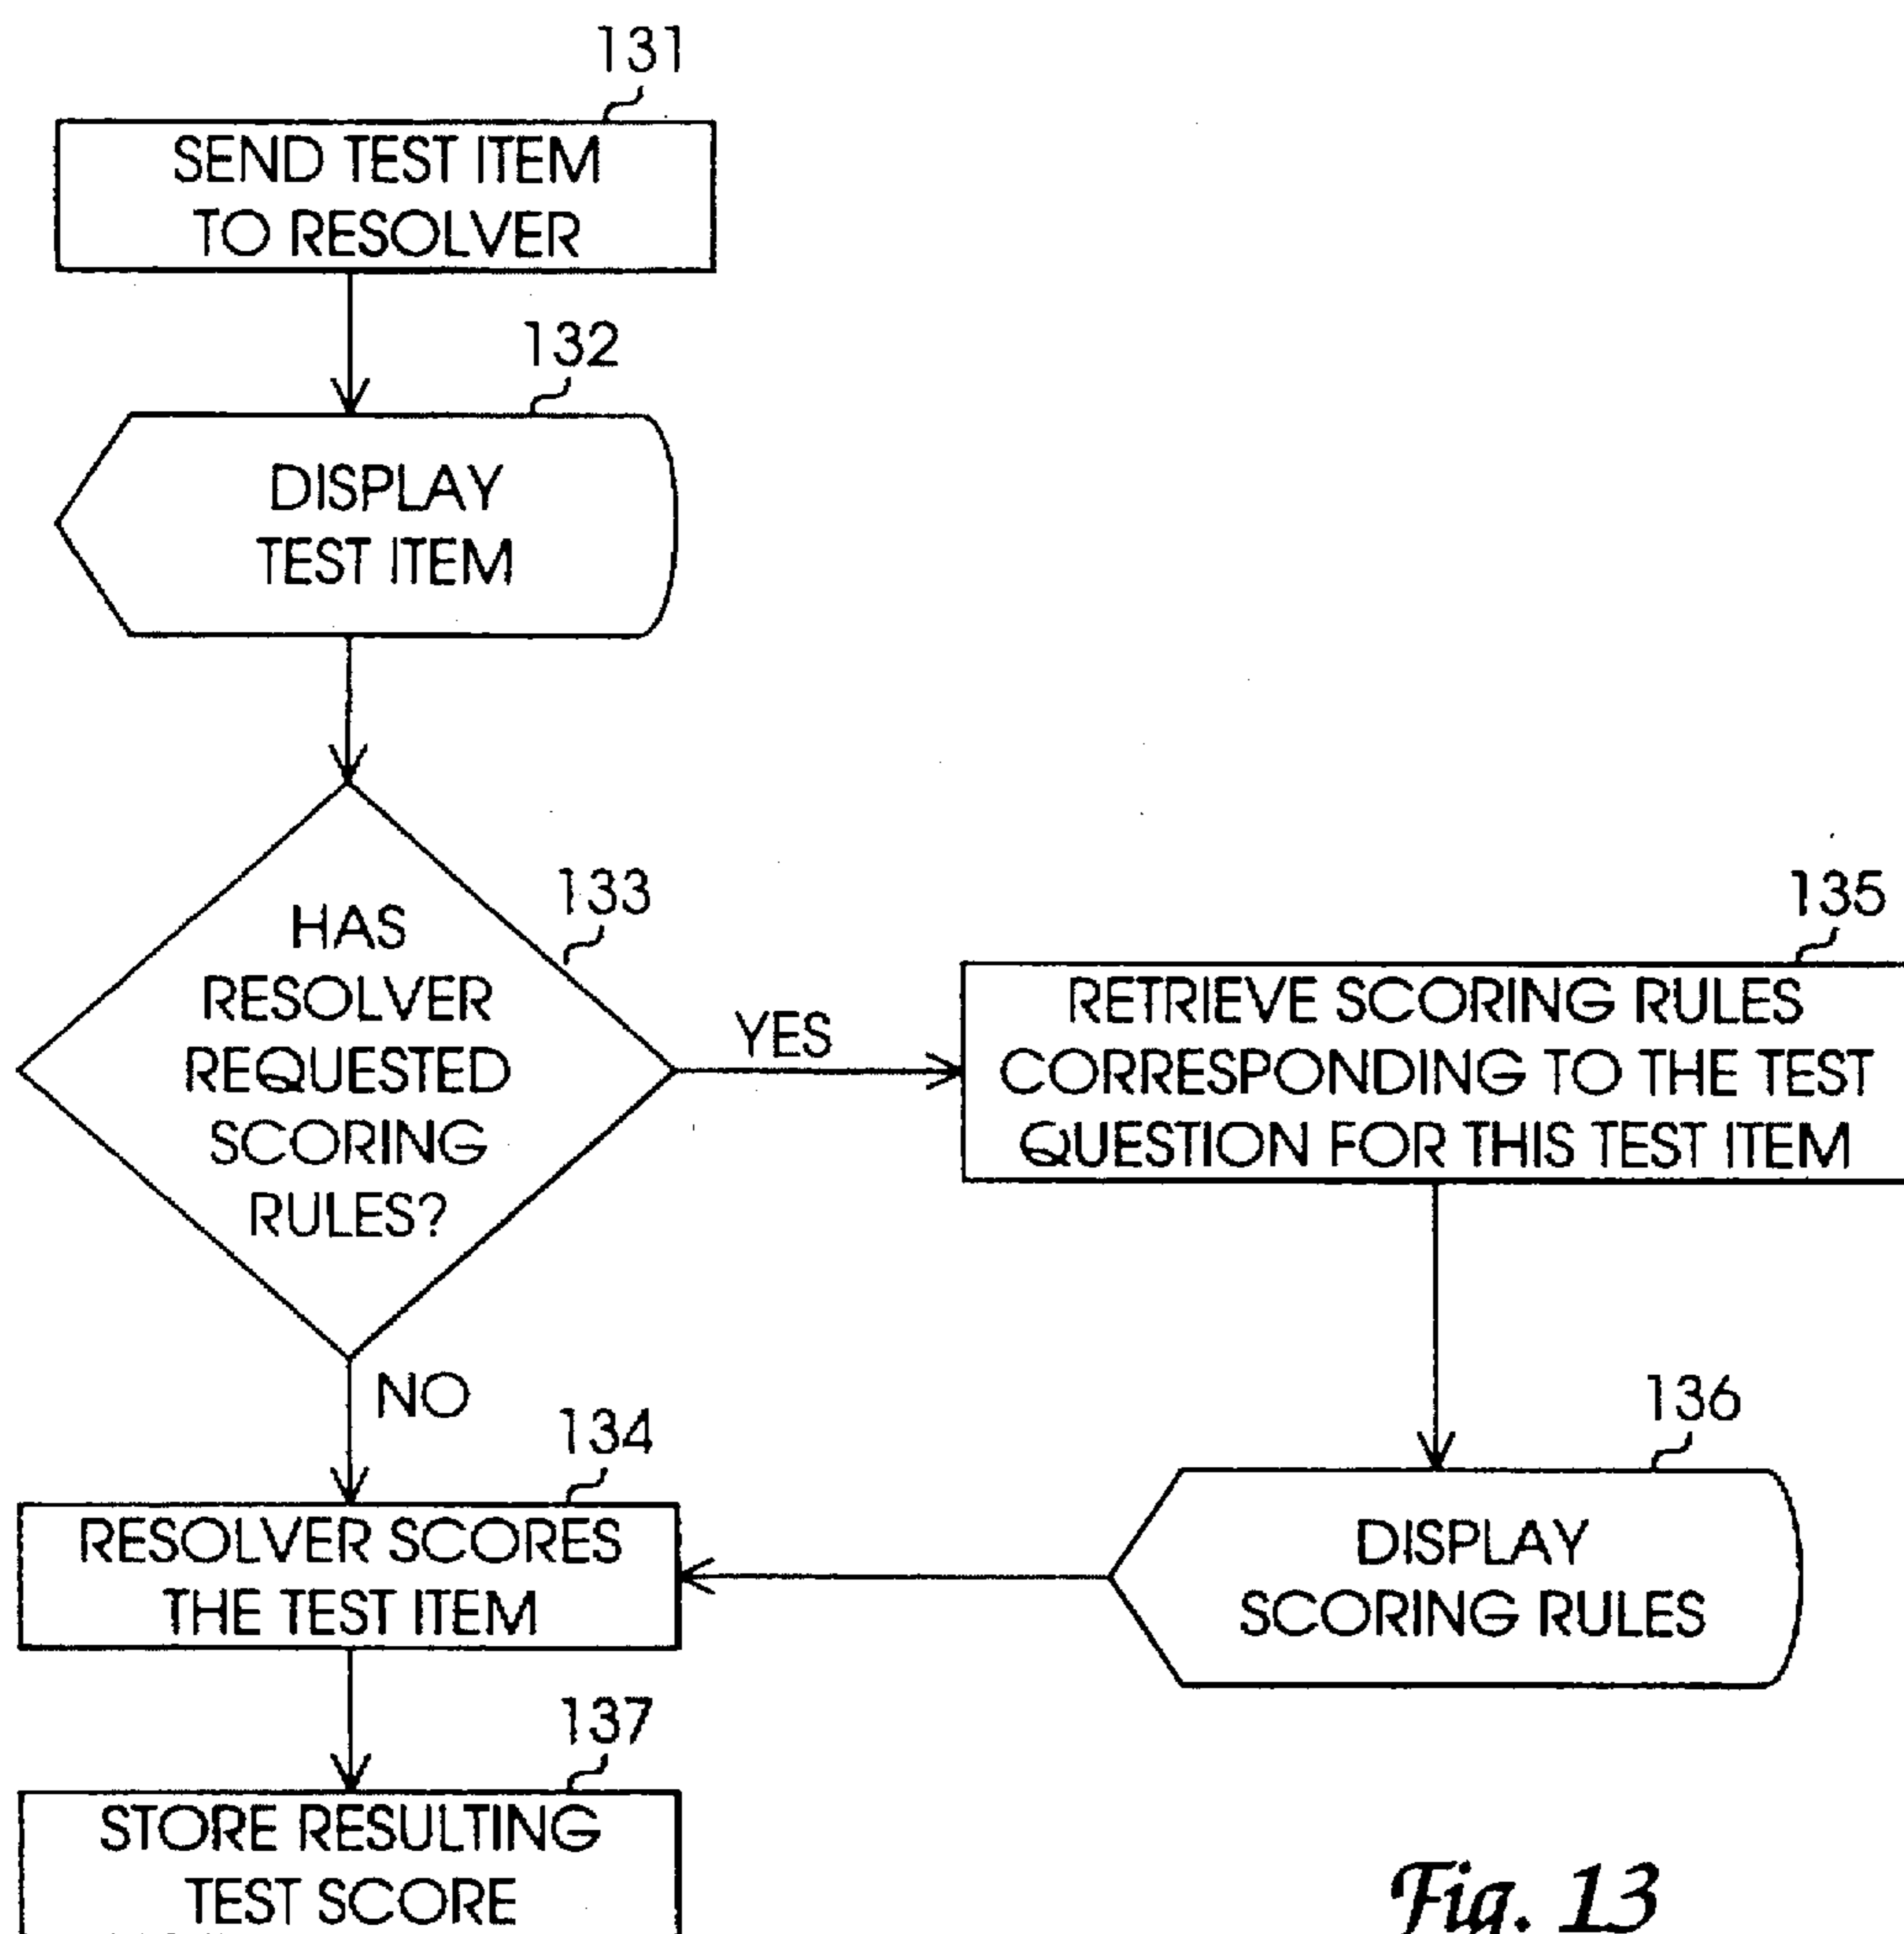 131
SEND TEST ITEM
TO RESOLVER
132
DISPLAY
TEST ITEM
133
HAS
RESOLVER
REQUESTED
SCORING
RULES?
YES
135
RETRIEVE SCORING RULES
CORRESPONDING TO THE TEST
QUESTION FOR THIS TEST ITEM
NO
134
RESOLVER SCORES
THE TEST ITEM
136
DISPLAY
SCORING RULES
137
STORE RESULTING
TEST SCORE
Fig. 13